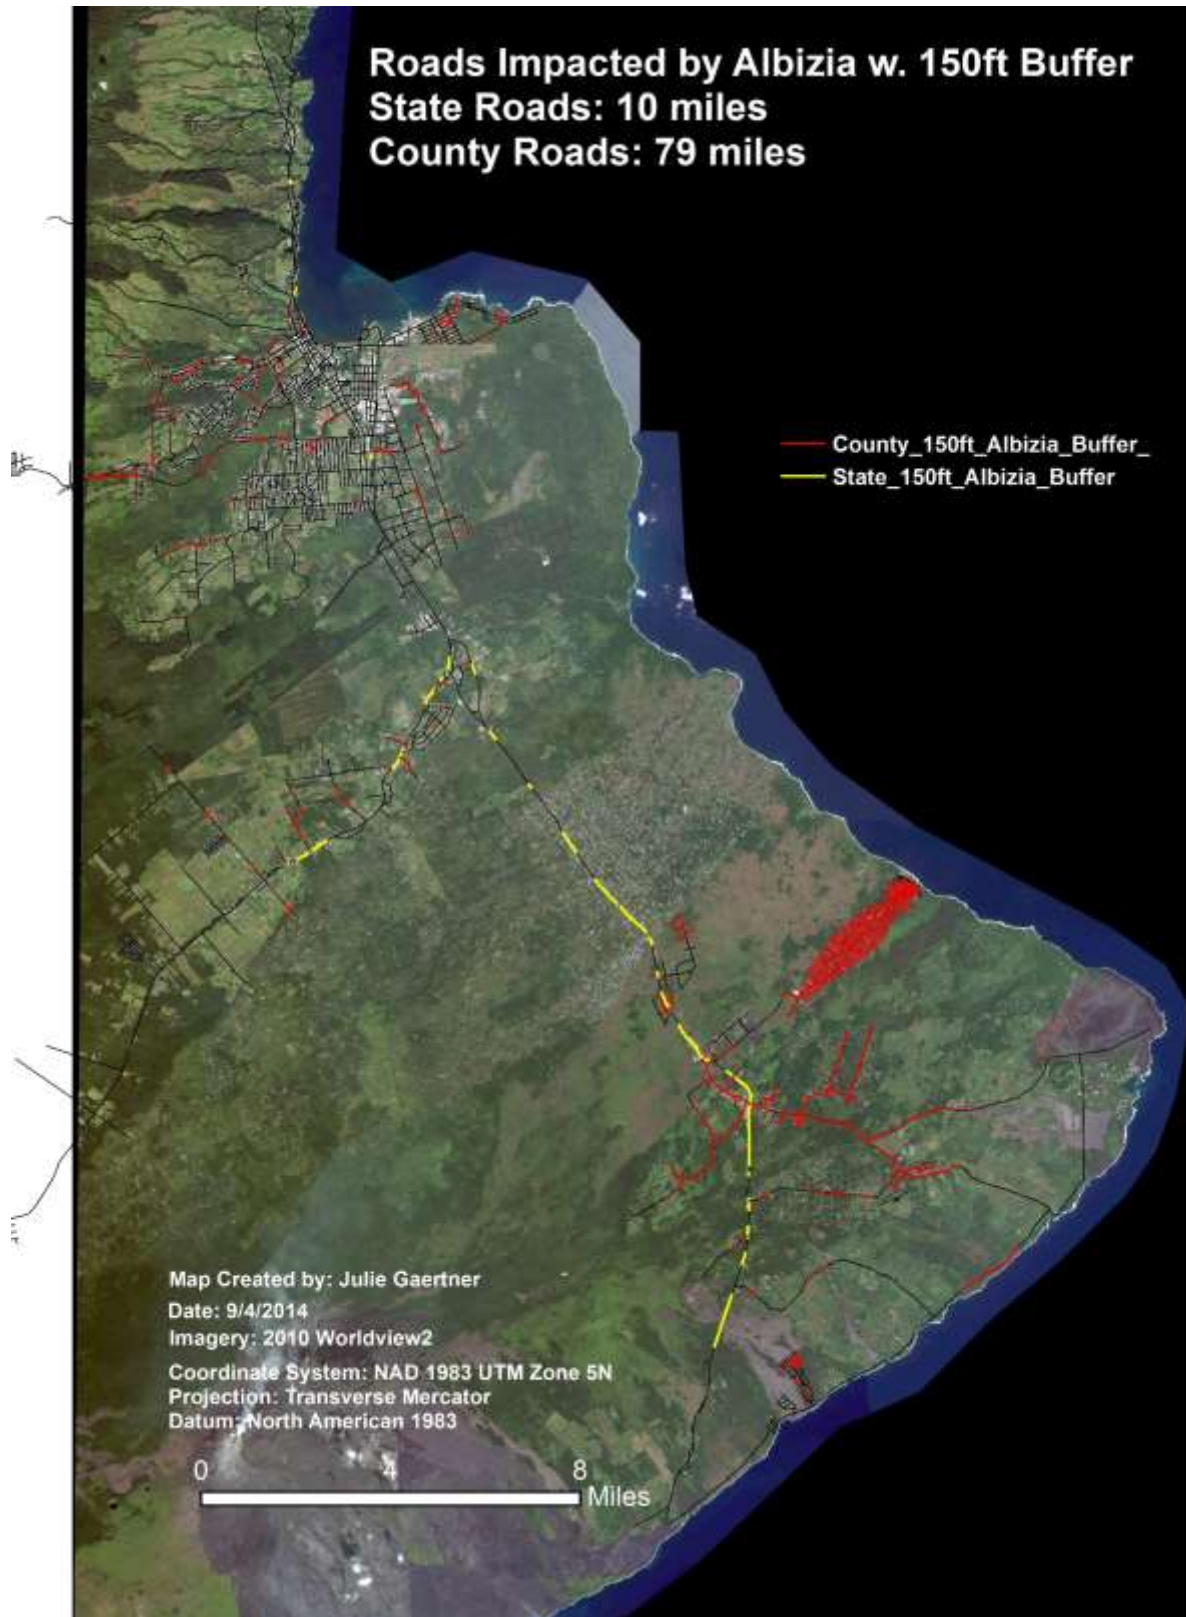 Roads Impacted by Albizia w. 150ft Buffer
State Roads: 10 miles
County Roads: 79 miles
County_150ft_Albizia_Buffer_
State_150ft_Albizia_Buffer
Map Created by: Julie Gaertner
Date: 9/4/2014
Imagery: 2010 Worldview2
Coordinate System: NAD 1983 UTM Zone 5N
Projection: Transverse Mercator
Datum: North American 1983
0 4 8
Miles